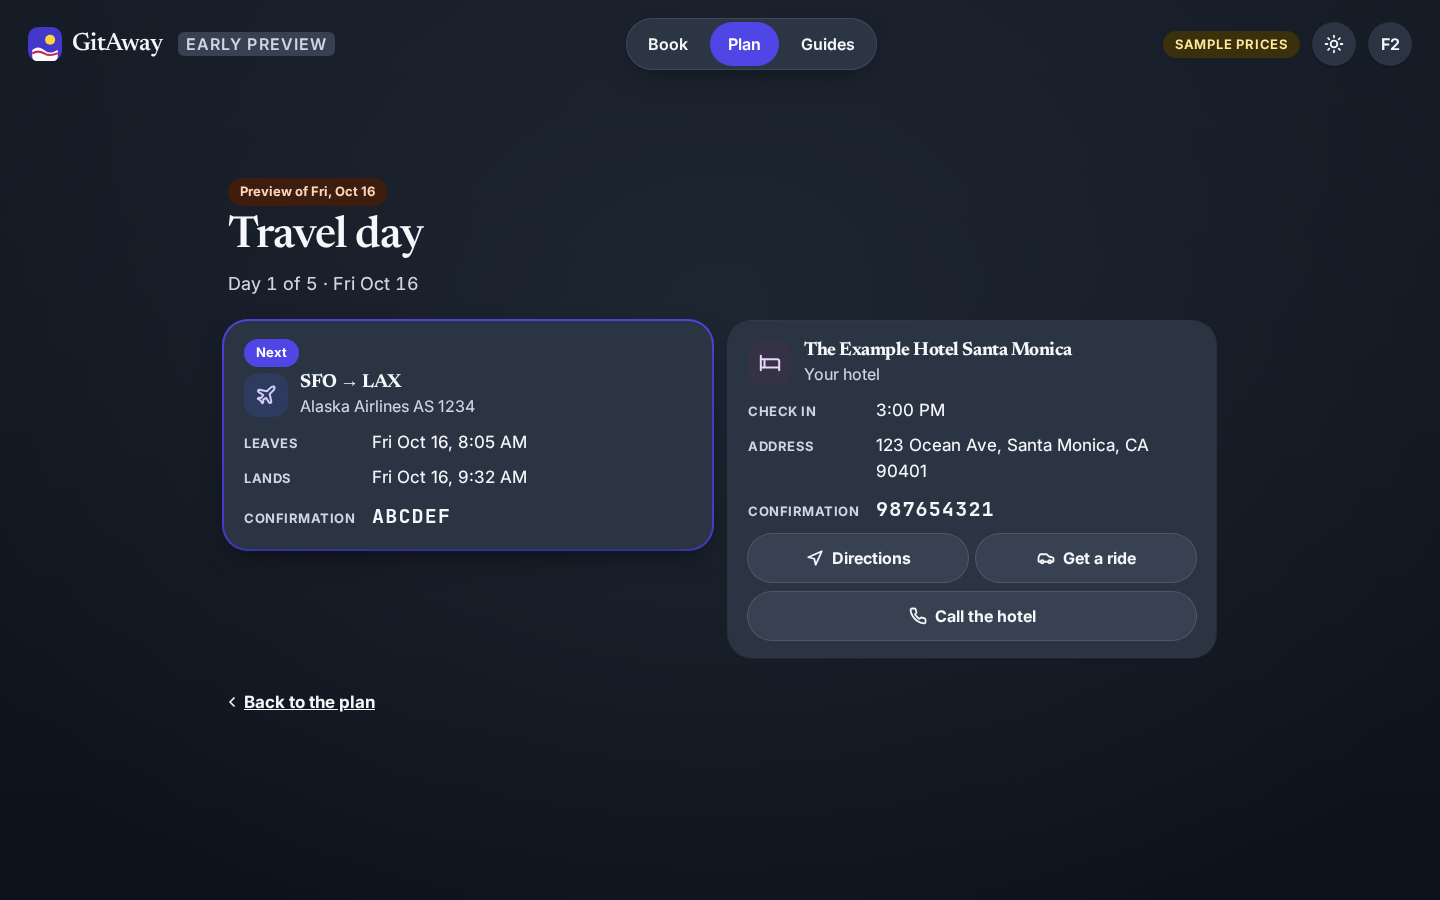 GitAway EARLY PREVIEW
Book Plan Guides
SAMPLE PRICES F2
Preview of Fri, Oct 16
Travel day
Day 1 of 5 · Fri Oct 16
Next
SFO → LAX
Alaska Airlines AS 1234
LEAVES Fri Oct 16, 8:05 AM
LANDS Fri Oct 16, 9:32 AM
CONFIRMATION ABCDEF
The Example Hotel Santa Monica
Your hotel
CHECK IN 3:00 PM
ADDRESS 123 Ocean Ave, Santa Monica, CA
90401
CONFIRMATION 987654321
Directions Get a ride
Call the hotel
Back to the plan